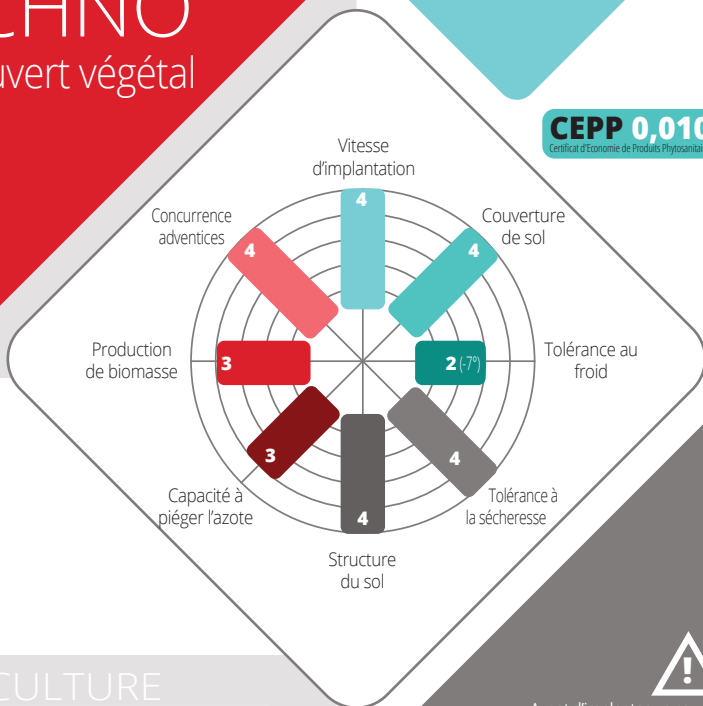 CHNO
uvert végétal
CEPP 0,010
Certificat d'Economie de Produits Phytosanitai
Vitesse
d'implantation
4
Concurrence
adventices
4
Couverture
de sol
4
Production
de biomasse
3
2 (-7°)
Tolérance au
froid
Capacité à
piéger l'azote
3
4
Tolérance à
la sécheresse
4
Structure
du sol
CULTURE
!